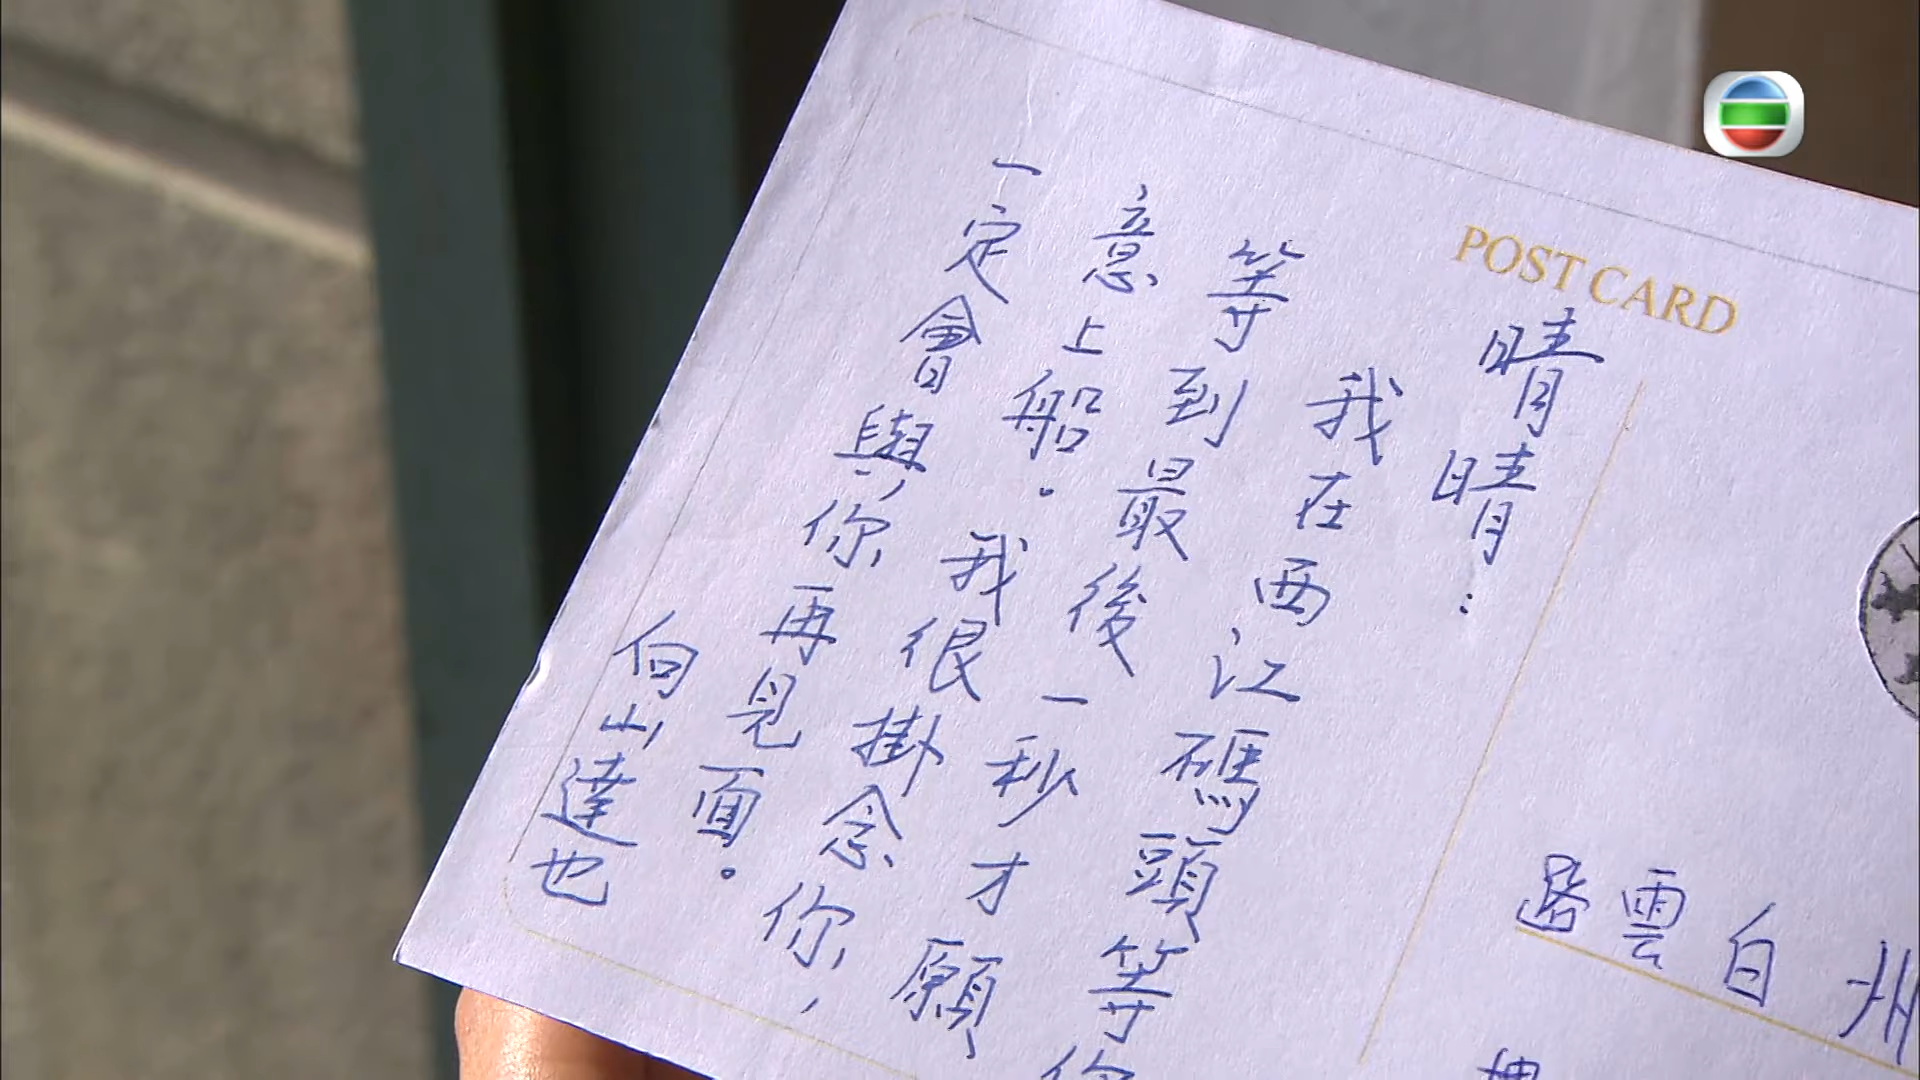 POST CARD
晴晴：
我在西江碼頭等你
等到最後一秒才願
意上船。我很掛念你，
一定會與你再見面。
向山達也
州白雲路